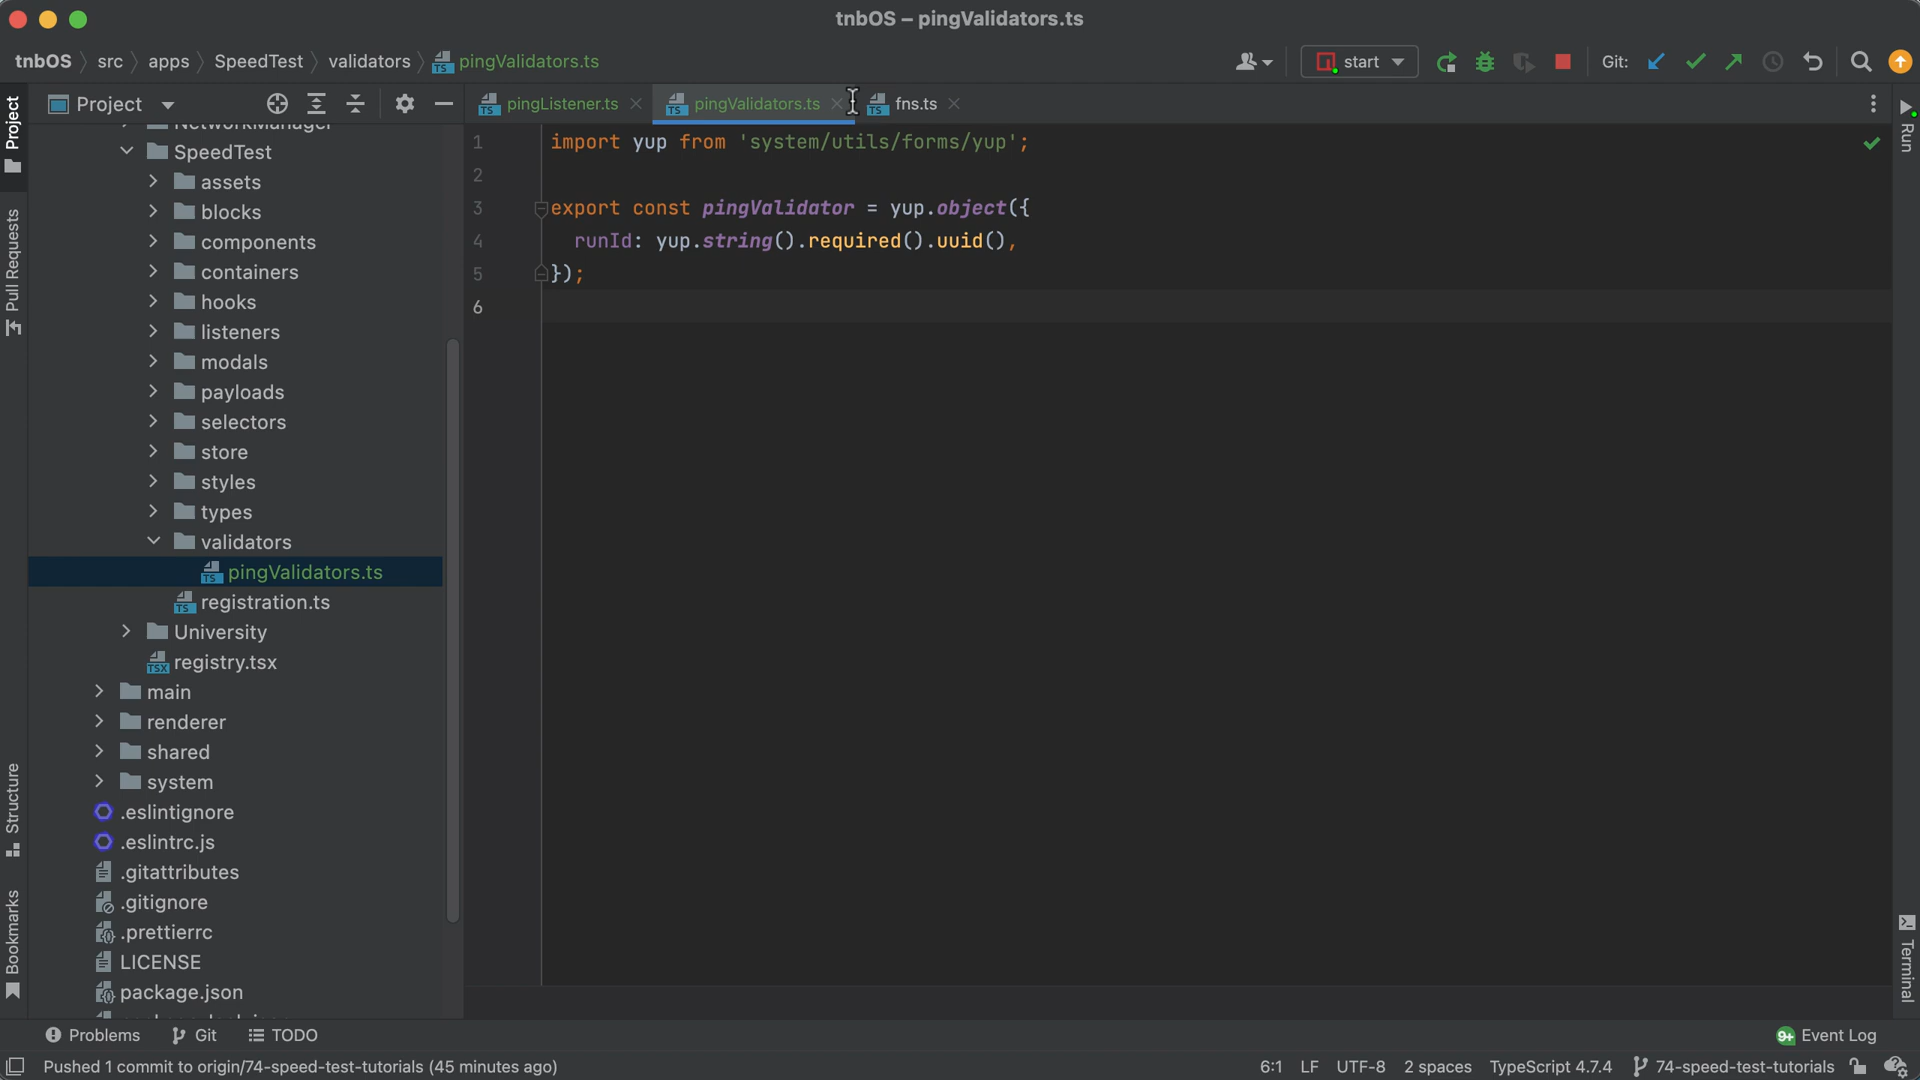 tnbOS – pingValidators.ts
tnbOS src apps SpeedTest validators pingValidators.ts
start
Git:
Project
pingListener.ts
pingValidators.ts
fns.ts
Project
Pull Requests
Structure
Bookmarks
Run
Terminal
NetworkManager
SpeedTest
assets
blocks
components
containers
hooks
listeners
modals
payloads
selectors
store
styles
types
validators
pingValidators.ts
registration.ts
University
registry.tsx
main
renderer
shared
system
.eslintignore
.eslintrc.js
.gitattributes
.gitignore
.prettierrc
LICENSE
package.json
1 import yup from 'system/utils/forms/yup';
2
3 export const pingValidator = yup.object({
4 runId: yup.string().required().uuid(),
5 });
6
Problems Git TODO
9+ Event Log
Pushed 1 commit to origin/74-speed-test-tutorials (45 minutes ago)
6:1 LF UTF-8 2 spaces TypeScript 4.7.4 74-speed-test-tutorials